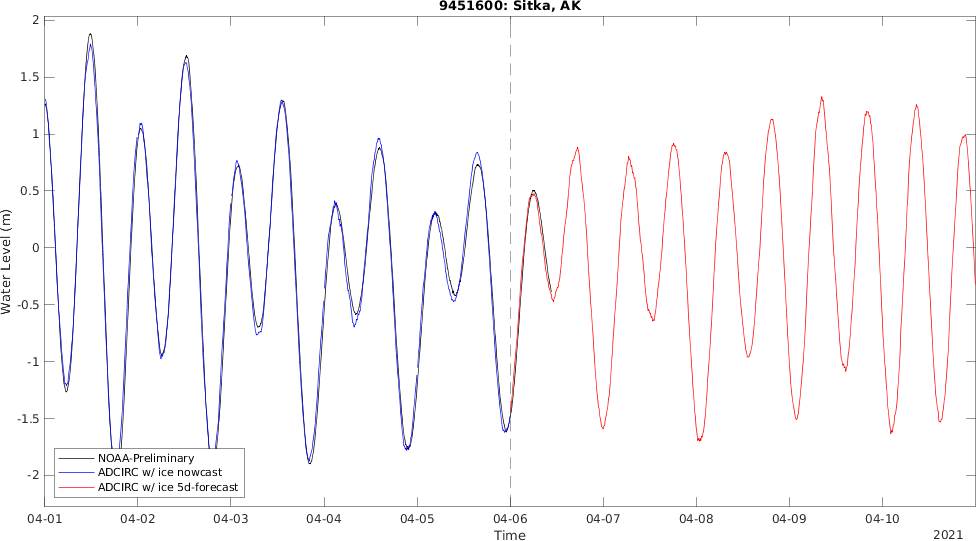 9451600: Sitka, AK
2
1.5
1
0.5
0
-0.5
-1
-1.5
-2
Water Level (m)
NOAA-Preliminary
ADCIRC w/ ice nowcast
ADCIRC w/ ice 5d-forecast
04-01 04-02 04-03 04-04 04-05 04-06 04-07 04-08 04-09 04-10
Time
2021